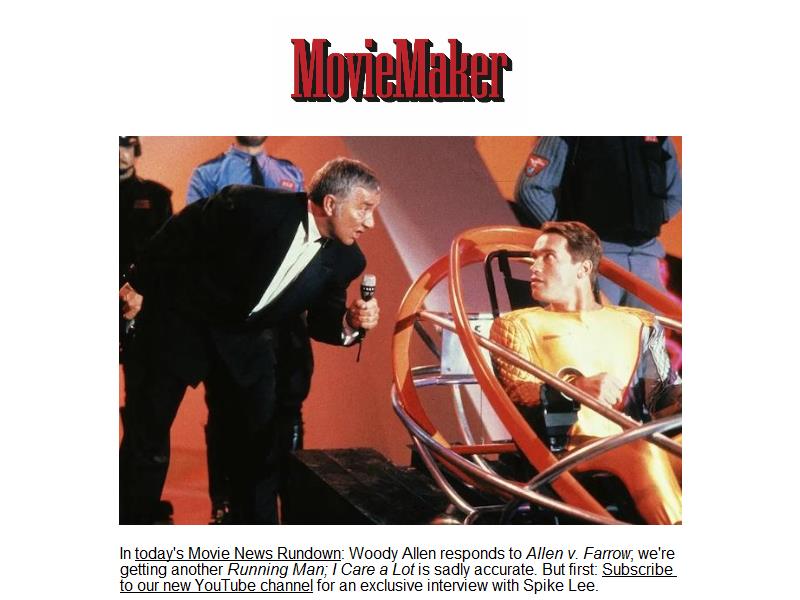 MovieMaker
In today's Movie News Rundown: Woody Allen responds to Allen v. Farrow; we're
getting another Running Man; I Care a Lot is sadly accurate. But first: Subscribe
to our new YouTube channel for an exclusive interview with Spike Lee.